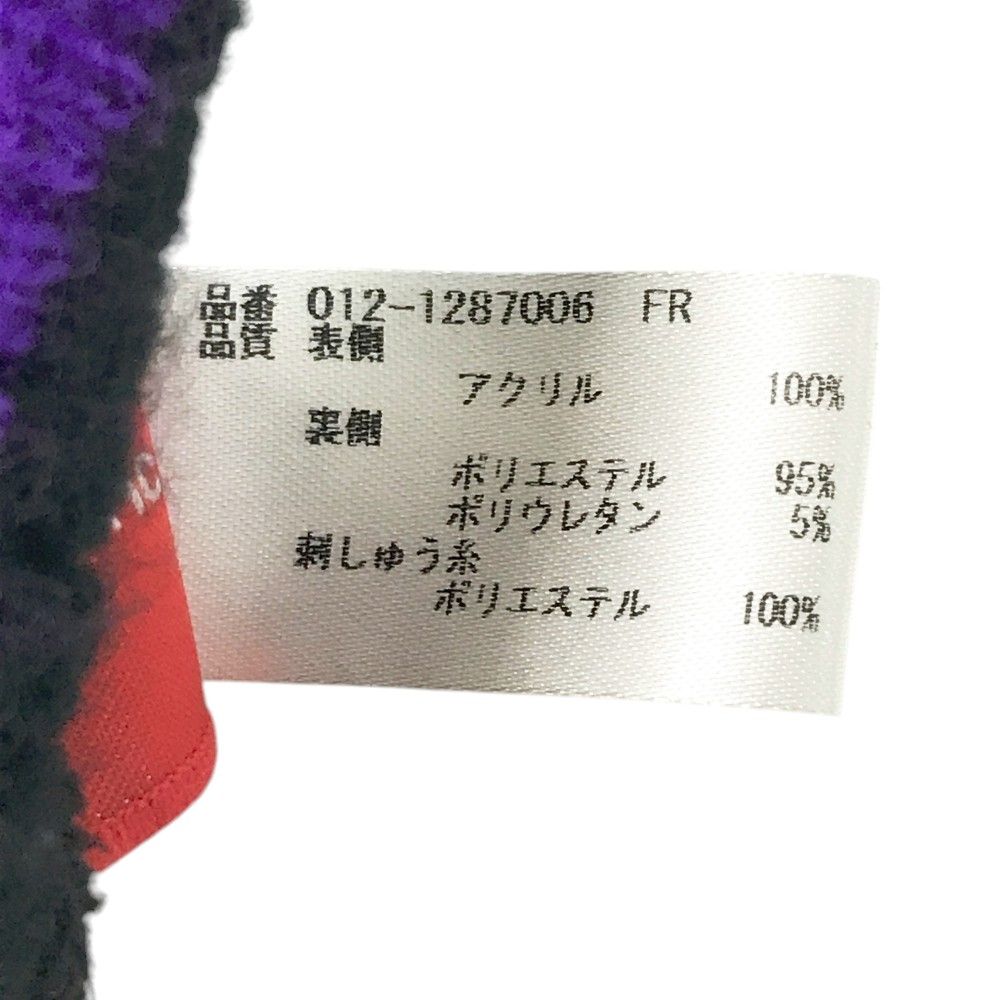 品番 012-1287006 FR
品質 表側
アクリル 100%
裏側
ポリエステル 95%
ポリウレタン 5%
刺しゅう糸
ポリエステル 100%